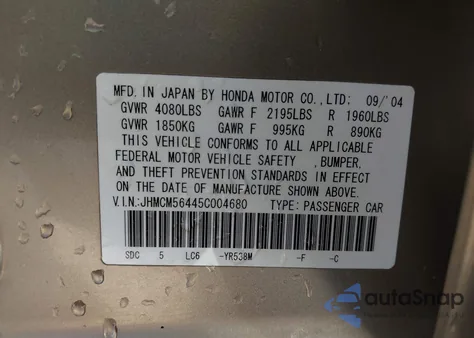 MFD. IN JAPAN BY HONDA MOTOR CO.,LTD: 09/'04
GVWR 4080LBS GAWR F 2195LBS R 1960LBS
GVWR 1850KG GAWR F 995KG R 890KG
THIS VEHICLE CONFORMS TO ALL APPLICABLE
FEDERAL MOTOR VEHICLE SAFETY ,BUMPER,
AND THEFT PREVENTION STANDARDS IN EFFECT
ON THE DATE OF MANUFACTURE SHOWN ABOVE.
V.I.N:JHMCM56445C004680 TYPE: PASSENGER CAR
SDC 5 LC6 -YR538M -F -C
autoSnap